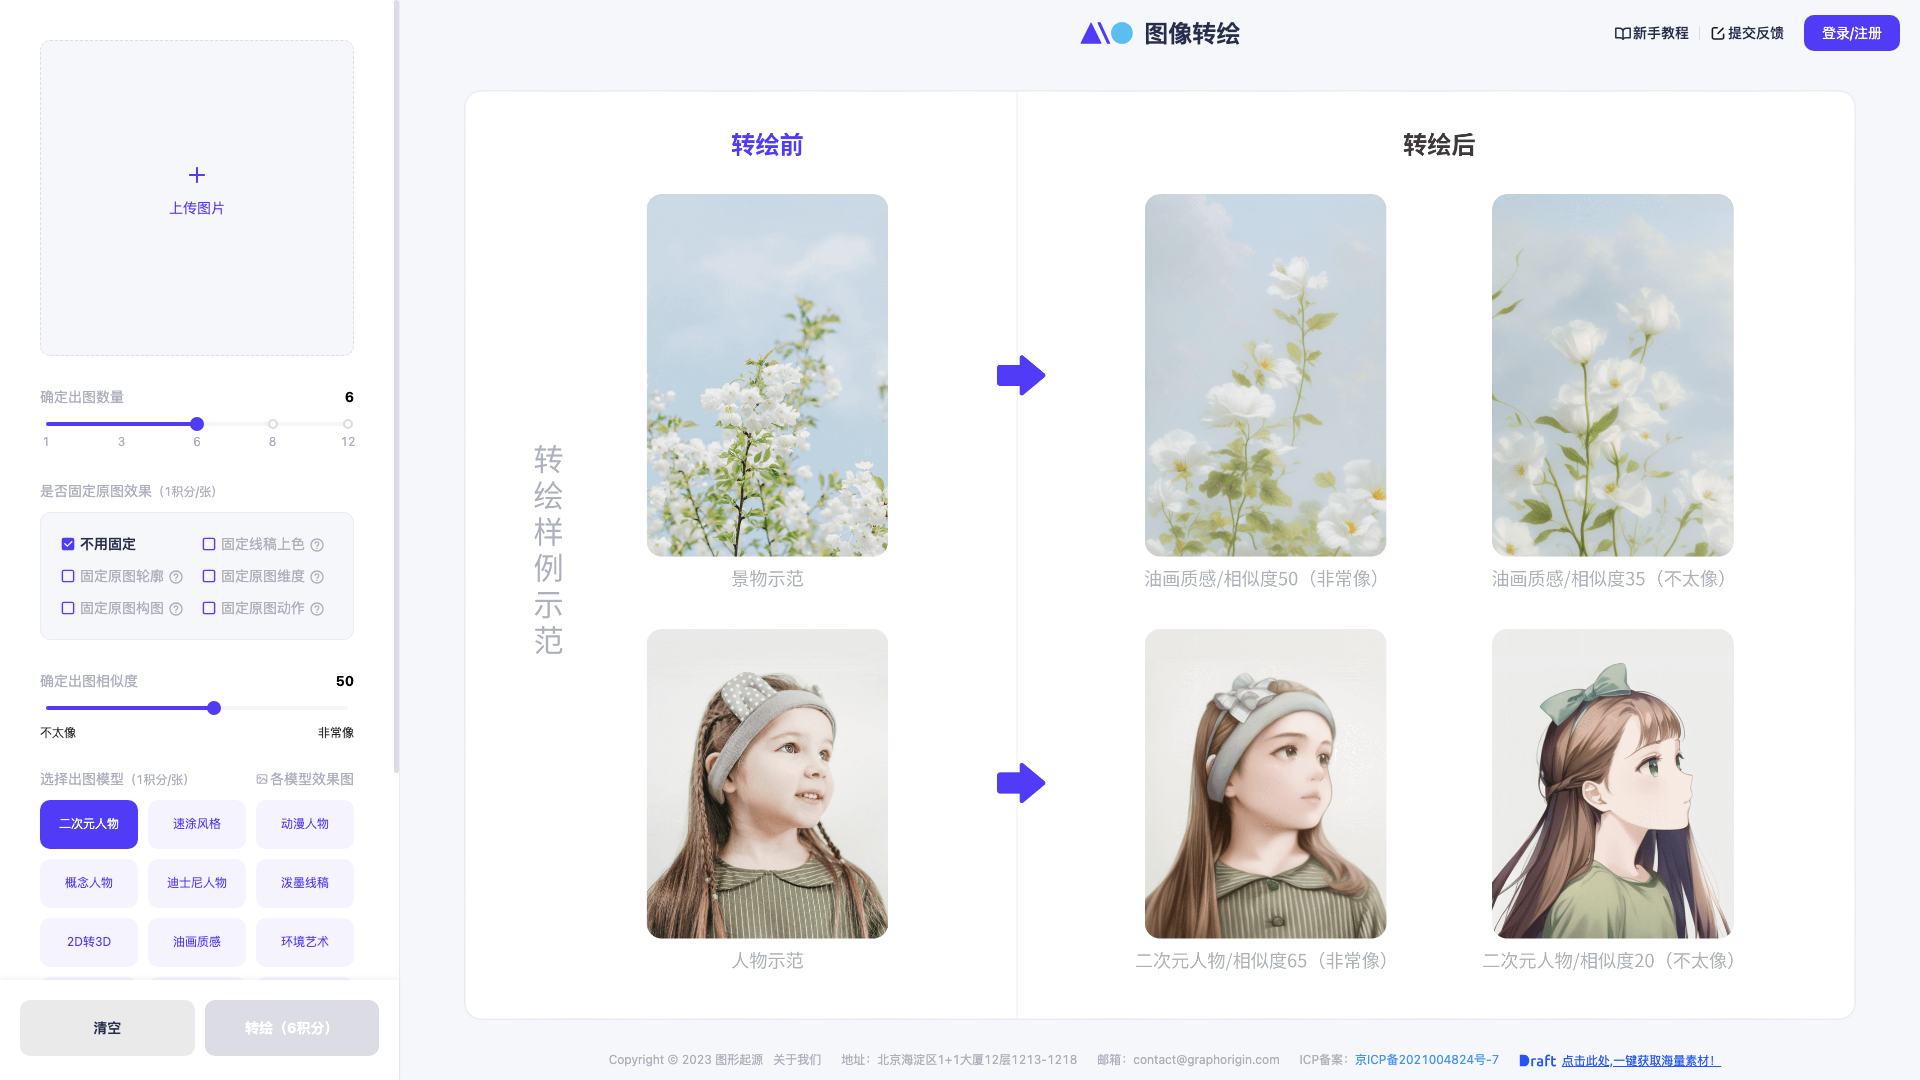 上传图片
确定出图数量
6
1
3
6
8
12
是否固定原图效果（1积分/张）
不用固定
固定线稿上色
固定原图轮廓
固定原图维度
固定原图构图
固定原图动作
确定出图相似度
50
不太像
非常像
选择出图模型（1积分/张）
各模型效果图
二次元人物
速涂风格
动漫人物
概念人物
迪士尼人物
泼墨线稿
2D转3D
油画质感
环境艺术
清空
转绘（6积分）
图像转绘
新手教程
提交反馈
登录/注册
转绘前
转绘后
转绘样例示范
景物示范
油画质感/相似度50（非常像）
油画质感/相似度35（不太像）
人物示范
二次元人物/相似度65（非常像）
二次元人物/相似度20（不太像）
Copyright © 2023 图形起源
关于我们
地址：北京海淀区1+1大厦12层1213-1218
邮箱：contact@graphorigin.com
ICP备案：京ICP备2021004824号-7
Draft
点击此处,一键获取海量素材！